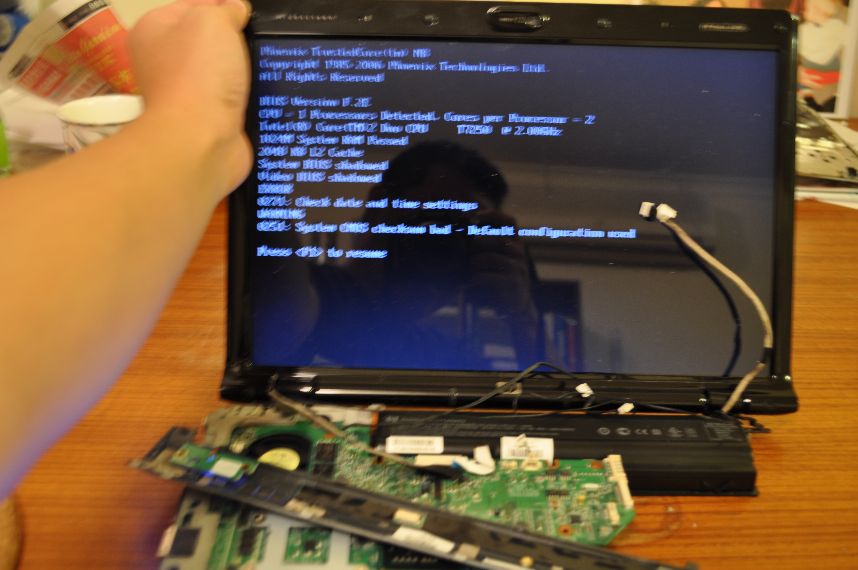 Phoenix TrustedCore(tm) NB
Copyright 1985-2006 Phoenix Technologies Ltd.
All Rights Reserved
BIOS Version F.2E
CPU = 1 Processors Detected, Cores per Processor = 2
Intel(R) Core(TM)2 Duo CPU T7250 @ 2.00GHz
1024M System RAM Passed
2048 KB L2 Cache
System BIOS shadowed
Video BIOS shadowed
ERROR
0271: Check date and time settings
WARNING
0251: System CMOS checksum bad - Default configuration used
Press <F1> to resume